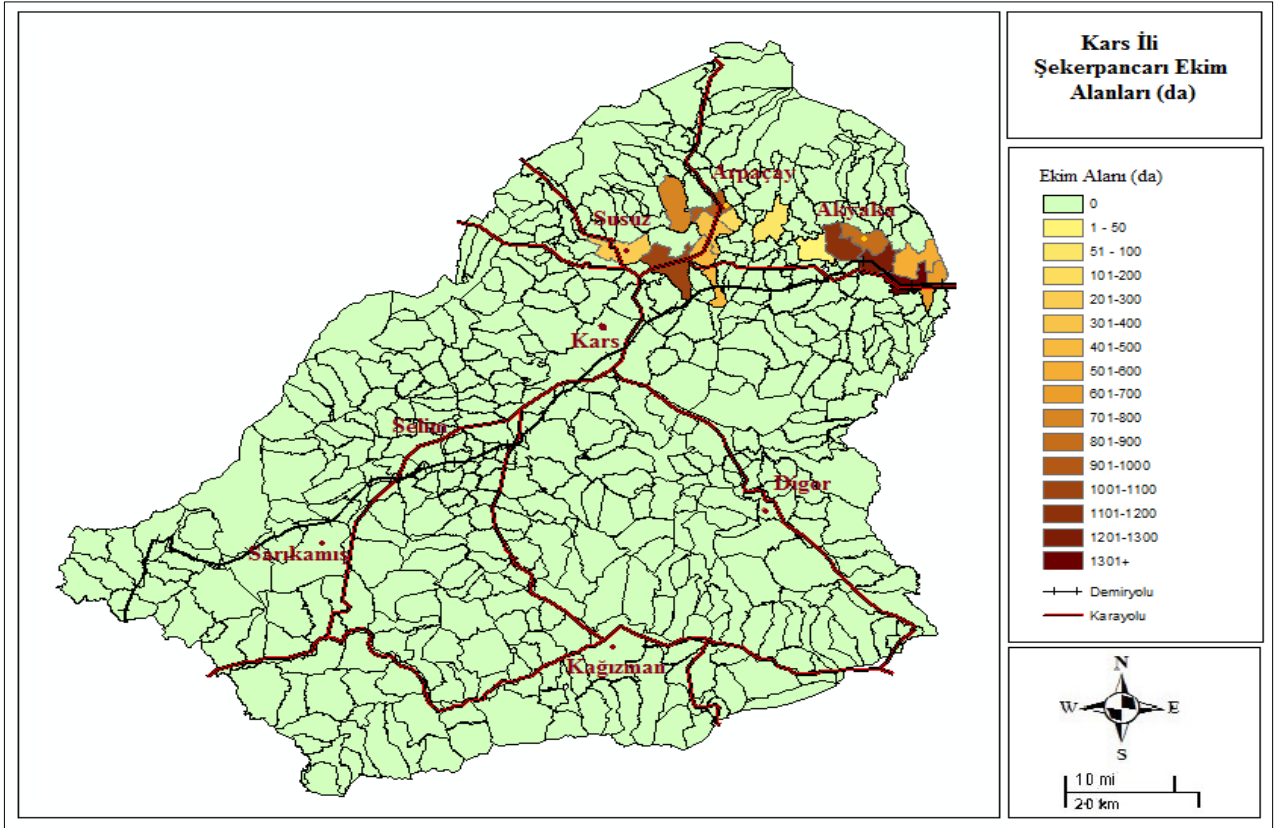 Kars İli
Şekerpancarı Ekim
Alanları (da)
Ekim Alanı (da)
0
1 - 50
51 - 100
101-200
201-300
301-400
401-500
501-600
601-700
701-800
801-900
901-1000
1001-1100
1101-1200
1201-1300
1301+
Demiryolu
Karayolu
N
W
E
S
10 mi
20 km
Arpaçay
Susuz
Akyaka
Kars
Selim
Digor
Sarıkamış
Kağızman